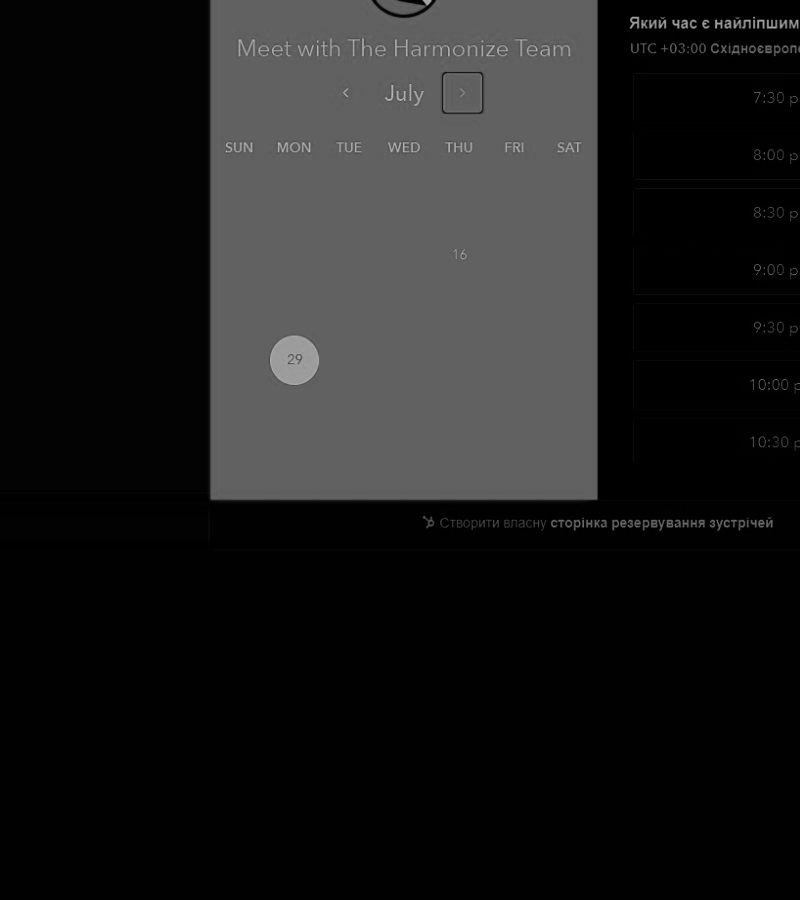 Meet with The Harmonize Team
July
SUN MON TUE WED THU FRI SAT
16
29
Який час є найліпшим
UTC +03:00
7:30 p
8:00 p
8:30 p
9:00 p
9:30 p
10:00 p
10:30 p
Створити власну сторінка резервування зустрічей